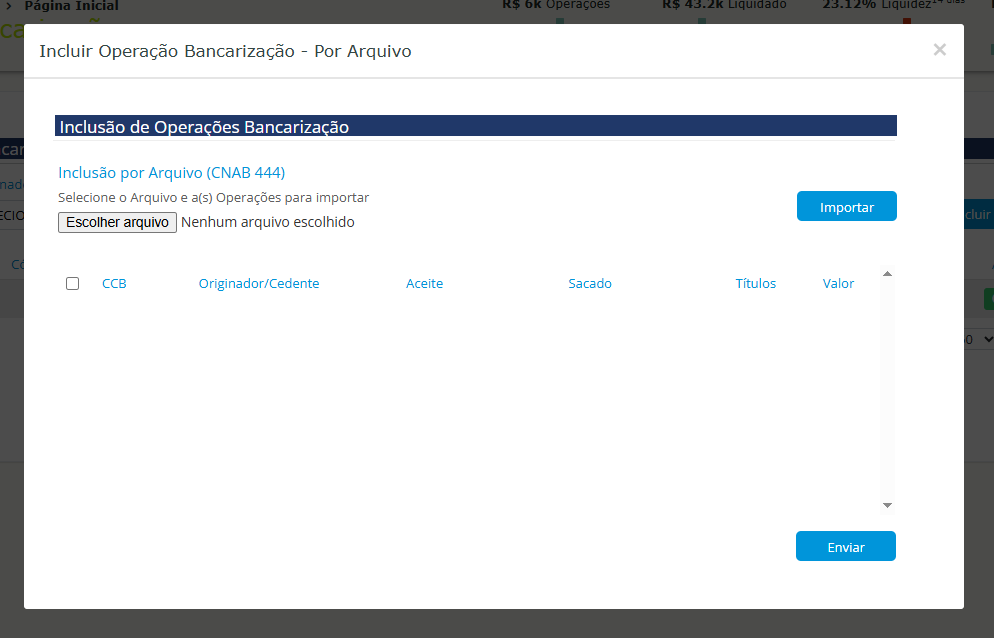 Página Inicial
R$ 6k Operações
R$ 43.2k Liquidado
23.12% Liquidez
Incluir Operação Bancarização - Por Arquivo
×
Inclusão de Operações Bancarização
Inclusão por Arquivo (CNAB 444)
Selecione o Arquivo e a(s) Operações para importar
Escolher arquivo Nenhum arquivo escolhido
Importar
CCB Originador/Cedente Aceite Sacado Títulos Valor
Enviar